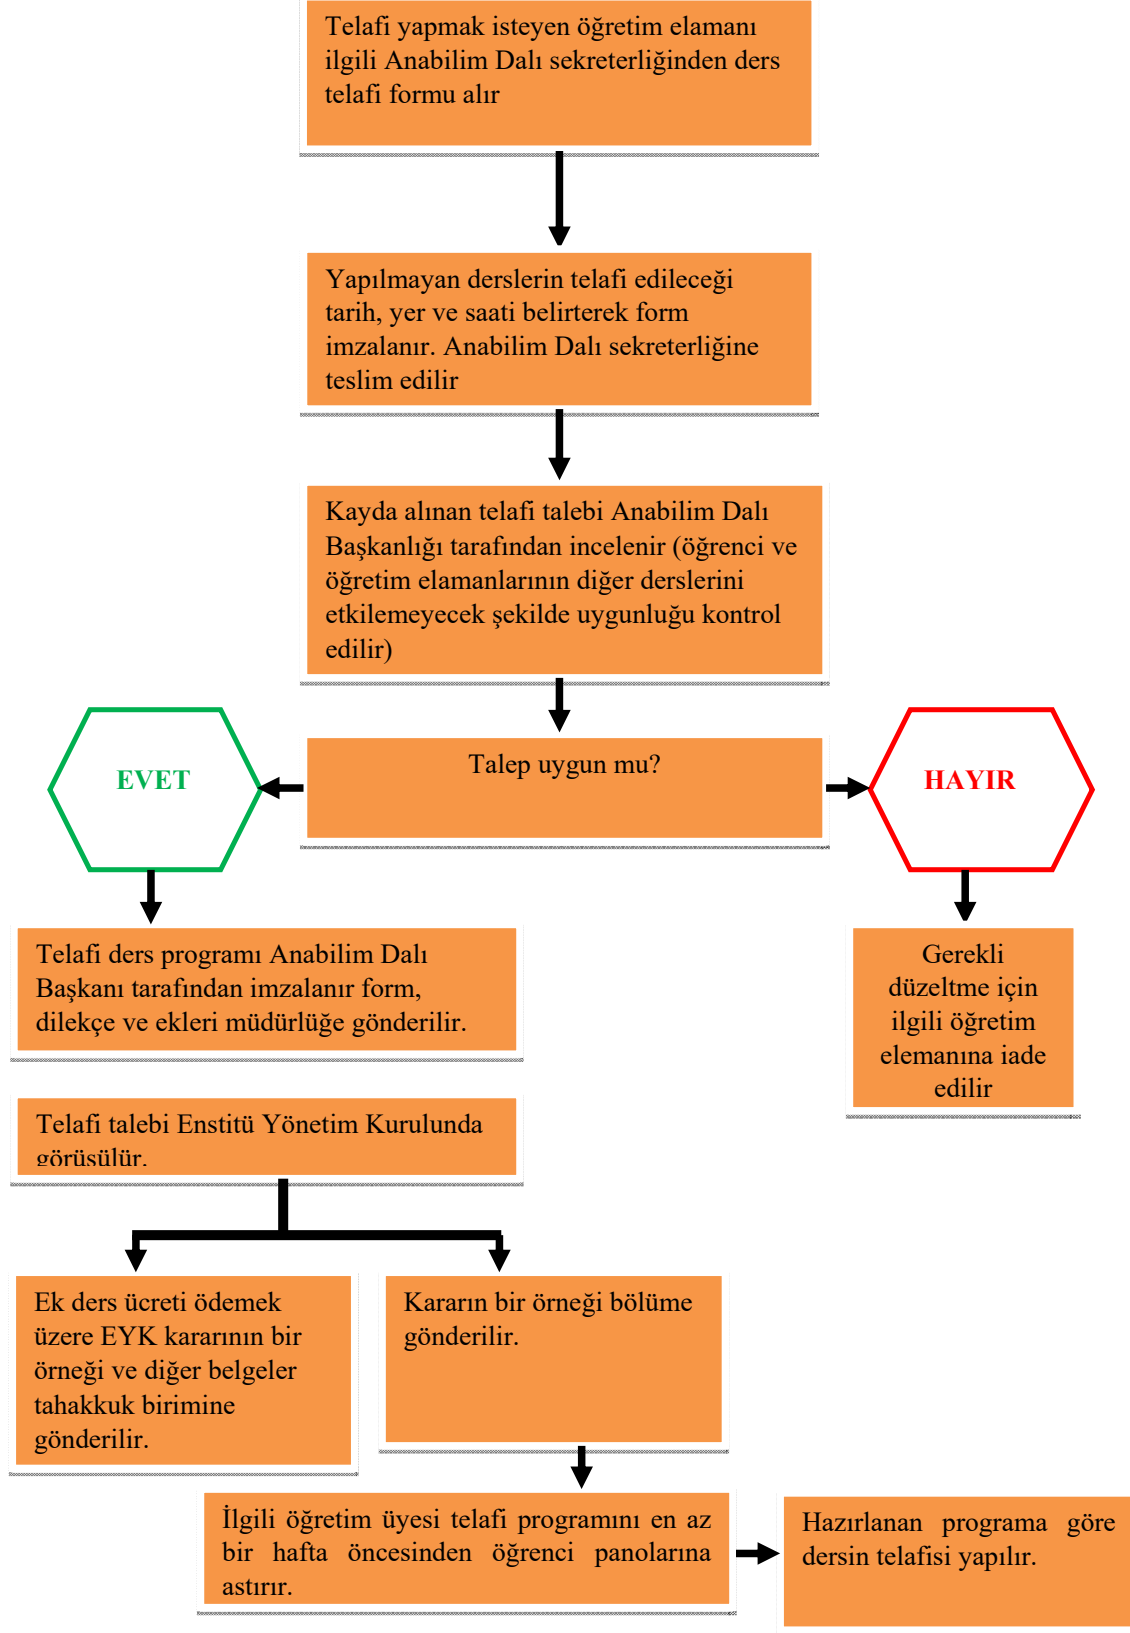 Telafi yapmak isteyen öğretim elamanı
ilgili Anabilim Dalı sekreterliğinden ders
telafi formu alır
Yapılmayan derslerin telafi edileceği
tarih, yer ve saati belirterek form
imzalanır. Anabilim Dalı sekreterliğine
teslim edilir
Kayda alınan telafi talebi Anabilim Dalı
Başkanlığı tarafından incelenir (öğrenci ve
öğretim elamanlarının diğer derslerini
etkilemeyecek şekilde uygunluğu kontrol
edilir)
Talep uygun mu?
EVET
HAYIR
Telafi ders programı Anabilim Dalı
Başkanı tarafından imzalanır form,
dilekçe ve ekleri müdürlüğe gönderilir.
Gerekli
düzeltme için
ilgili öğretim
elemanına iade
edilir
Telafi talebi Enstitü Yönetim Kurulunda
görüşülür.
Ek ders ücreti ödemek
üzere EYK kararının bir
örneği ve diğer belgeler
tahakkuk birimine
gönderilir.
Kararın bir örneği bölüme
gönderilir.
İlgili öğretim üyesi telafi programını en az
bir hafta öncesinden öğrenci panolarına
astırır.
Hazırlanan programa göre
dersin telafisi yapılır.